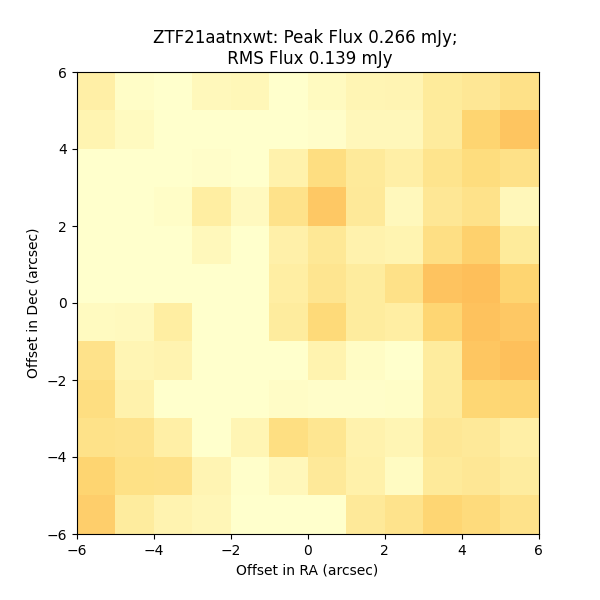 ZTF21aatnxwt: Peak Flux 0.266 mJy;
RMS Flux 0.139 mJy
6
4
2
0
−2
−4
−6
Offset in Dec (arcsec)
−6 −4 −2 0 2 4 6
Offset in RA (arcsec)